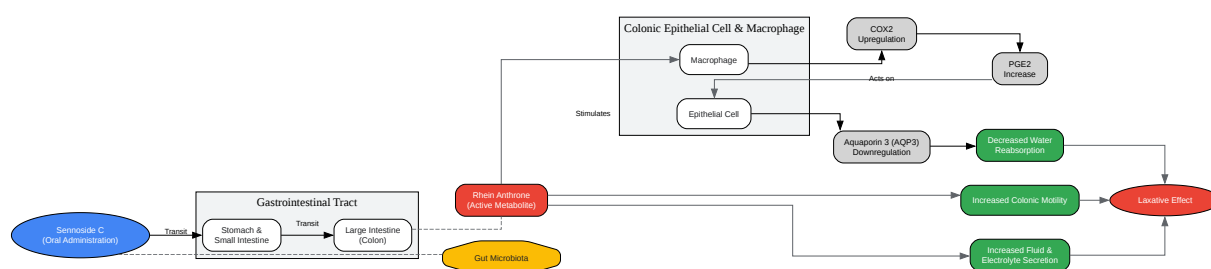 Colonic Epithelial Cell & Macrophage
COX2
Upregulation
Macrophage
PGE2
Increase
Acts on
Stimulates
Epithelial Cell
Aquaporin 3 (AQP3)
Downregulation
Decreased Water
Reabsorption
Gastrointestinal Tract
Rhein Anthrone
(Active Metabolite)
Increased Colonic Motility
Laxative Effect
Sennoside C
(Oral Administration)
Transit
Stomach &
Small Intestine
Transit
Large Intestine
(Colon)
Gut Microbiota
Increased Fluid &
Electrolyte Secretion